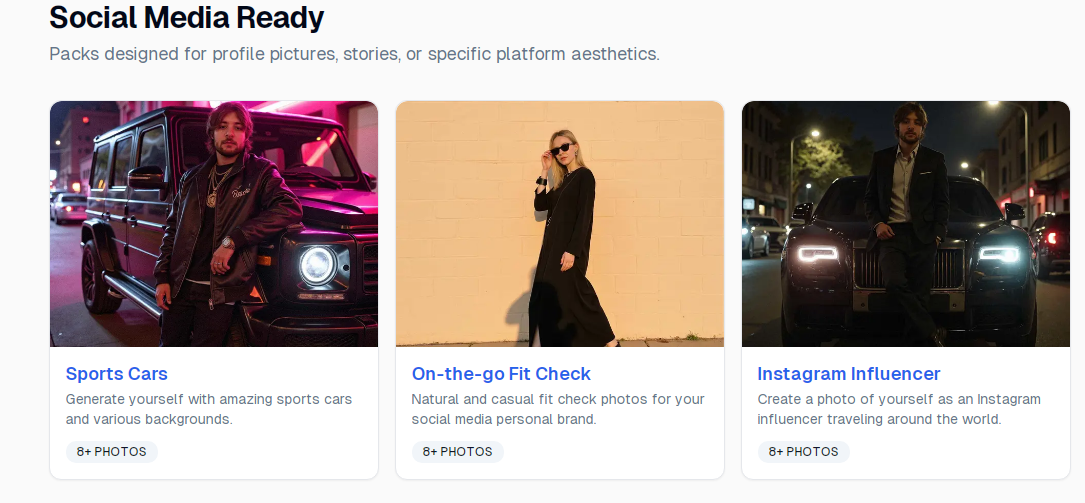 Social Media Ready
Packs designed for profile pictures, stories, or specific platform aesthetics.
Sports Cars
Generate yourself with amazing sports cars
and various backgrounds.
8+ PHOTOS
On-the-go Fit Check
Natural and casual fit check photos for your
social media personal brand.
8+ PHOTOS
Instagram Influencer
Create a photo of yourself as an Instagram
influencer traveling around the world.
8+ PHOTOS